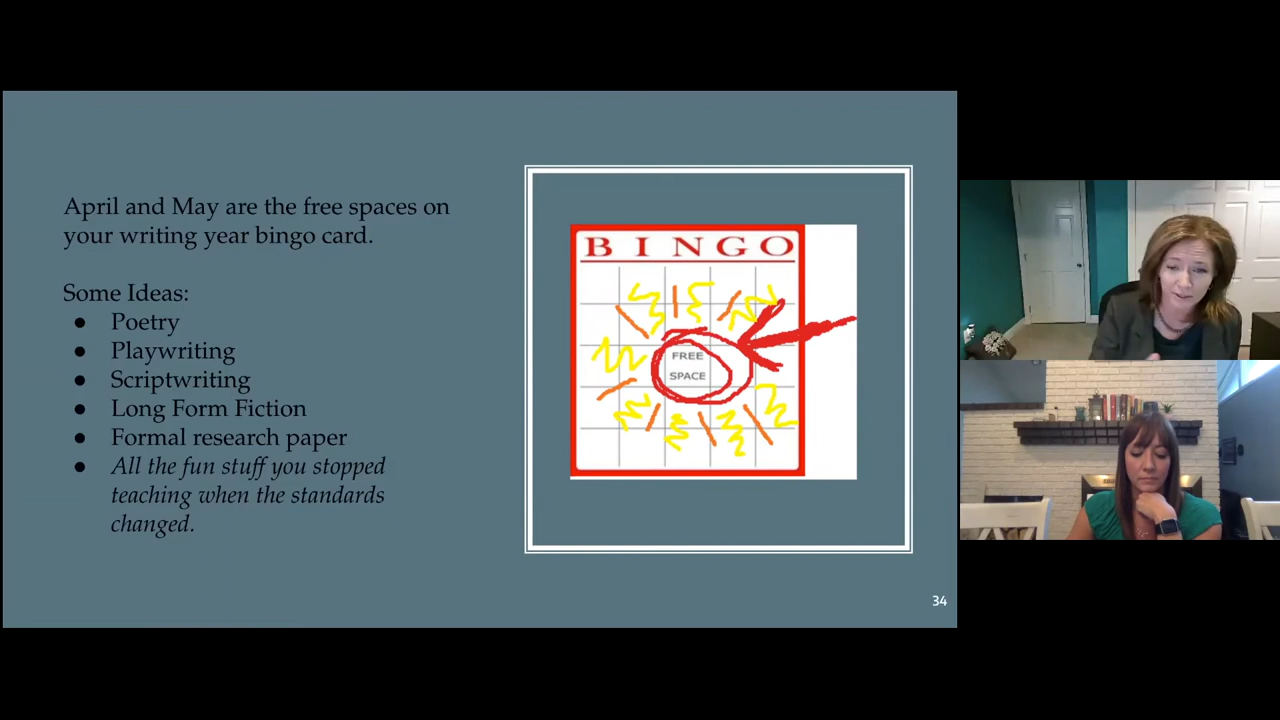 April and May are the free spaces on
your writing year bingo card.
Some Ideas:
● Poetry
● Playwriting
● Scriptwriting
● Long Form Fiction
● Formal research paper
● All the fun stuff you stopped
teaching when the standards
changed.
BINGO
FREE
SPACE
34